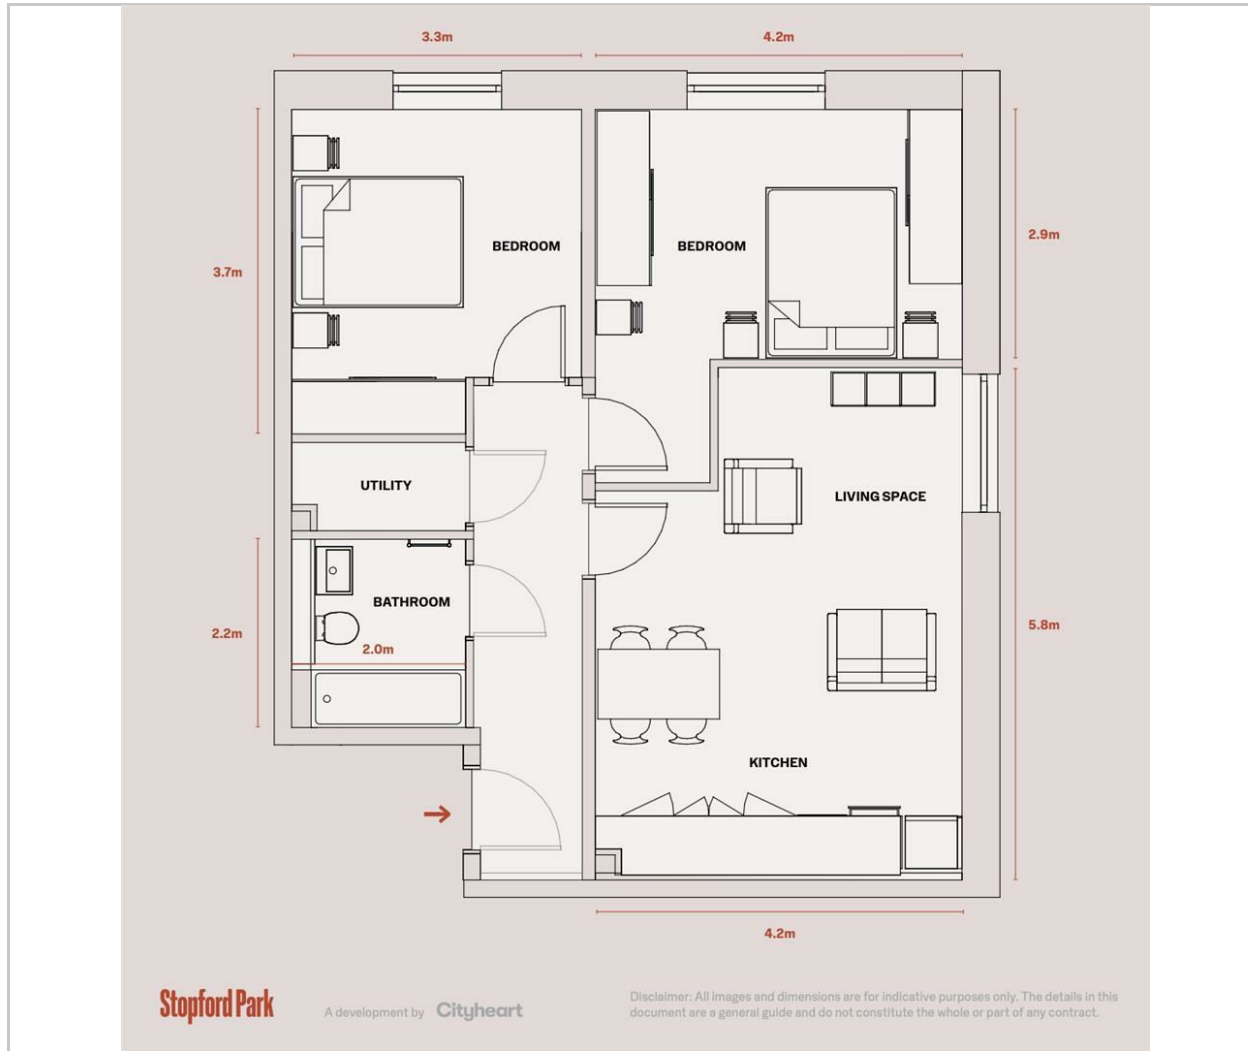 3.3m
4.2m
BEDROOM
BEDROOM
2.9m
3.7m
UTILITY
LIVING SPACE
BATHROOM
2.2m
5.8m
2.0m
KITCHEN
4.2m
Stopford Park
A development by Cityheart
Disclaimer: All images and dimensions are for indicative purposes only. The details in this
document are a general guide and do not constitute the whole or part of any contract.